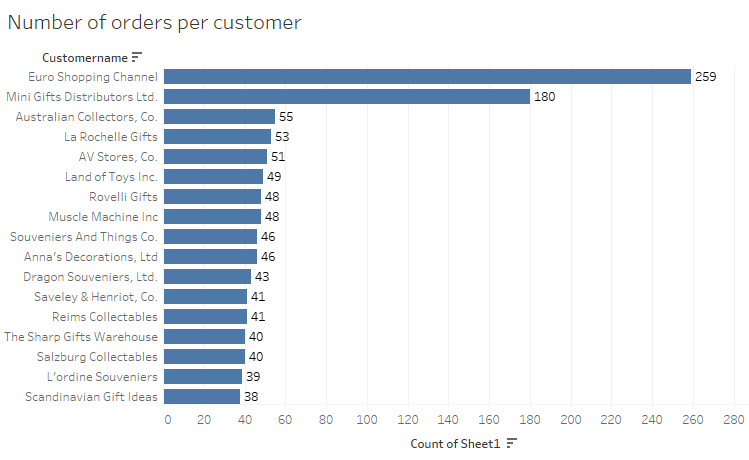 Number of orders per customer
Customername
Euro Shopping Channel 259
Mini Gifts Distributors Ltd. 180
Australian Collectors, Co. 55
La Rochelle Gifts 53
AV Stores, Co. 51
Land of Toys Inc. 49
Rovelli Gifts 48
Muscle Machine Inc 48
Souveniers And Things Co. 46
Anna's Decorations, Ltd 46
Dragon Souveniers, Ltd. 43
Saveley & Henriot, Co. 41
Reims Collectables 41
The Sharp Gifts Warehouse 40
Salzburg Collectables 40
L'ordine Souveniers 39
Scandinavian Gift Ideas 38
0 20 40 60 80 100 120 140 160 180 200 220 240 260 280
Count of Sheet1